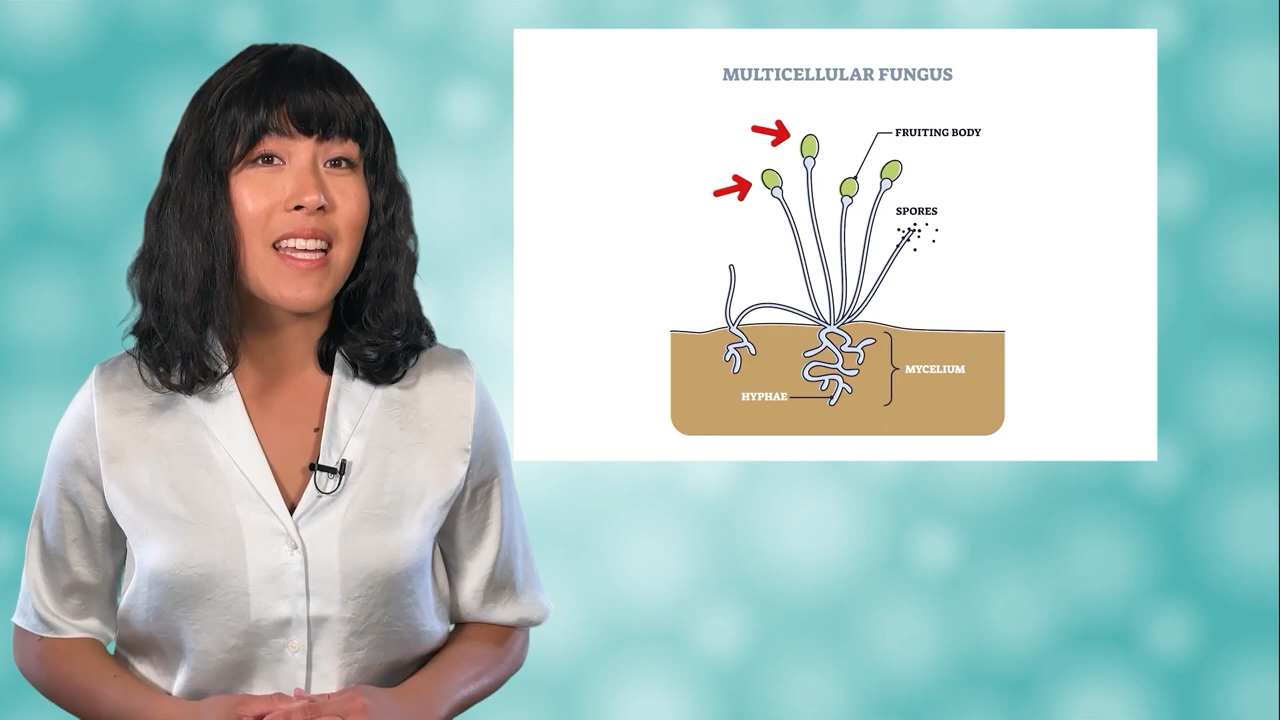 MULTICELLULAR FUNGUS
FRUITING BODY
SPORES
MYCELIUM
HYPHAE